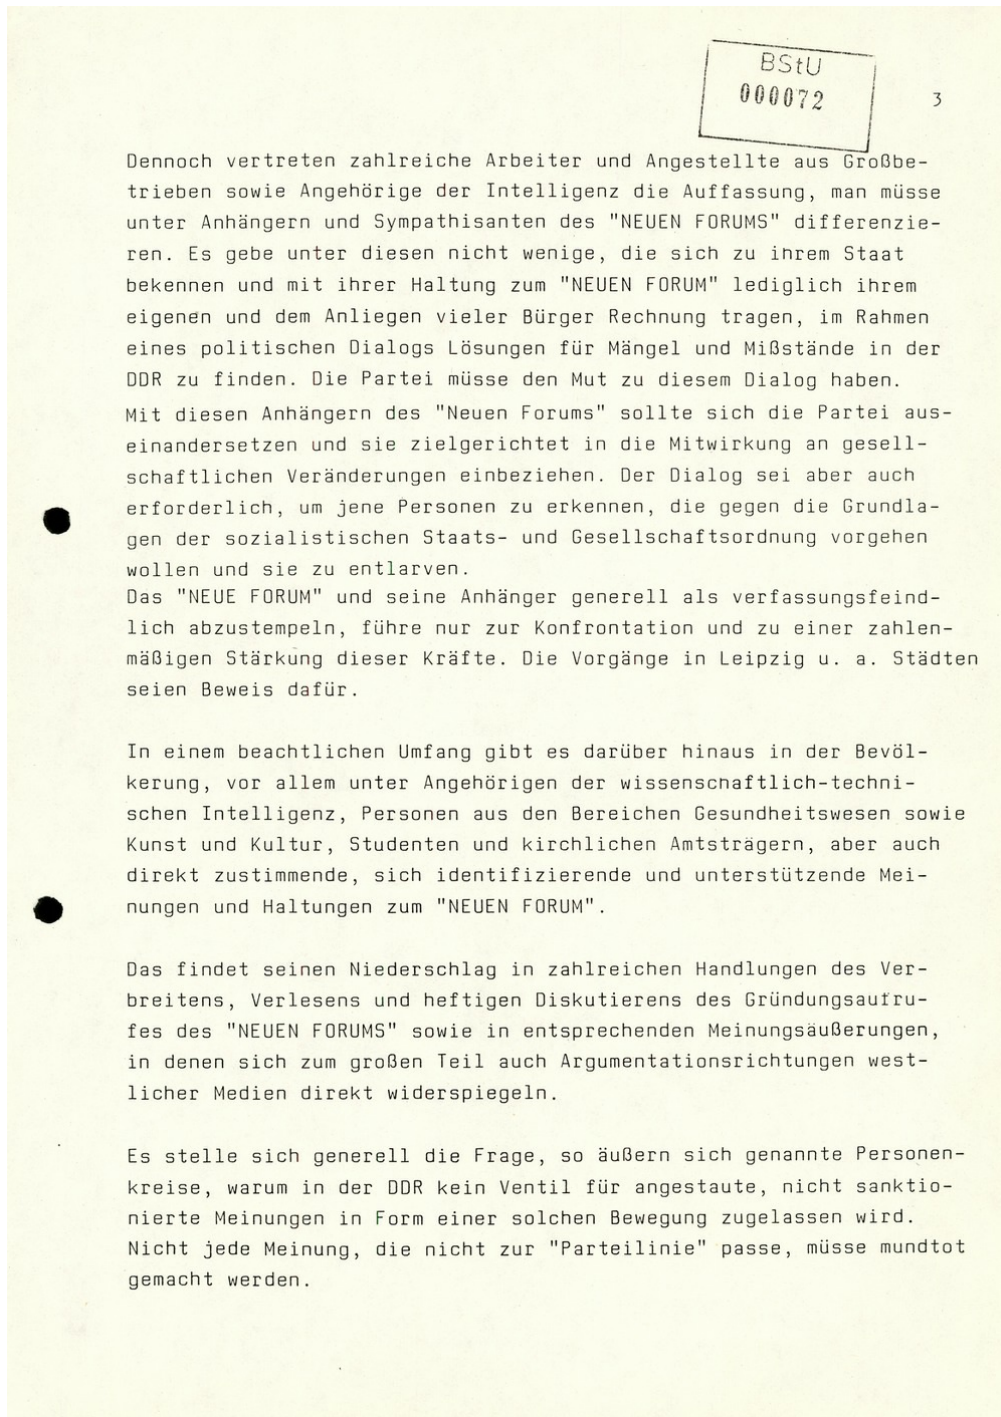 BStU
000072
3
Dennoch vertreten zahlreiche Arbeiter und Angestellte aus Großbe-
trieben sowie Angehörige der Intelligenz die Auffassung, man müsse
unter Anhängern und Sympathisanten des "NEUEN FORUMS" differenzie-
ren. Es gebe unter diesen nicht wenige, die sich zu ihrem Staat
bekennen und mit ihrer Haltung zum "NEUEN FORUM" lediglich ihrem
eigenen und dem Anliegen vieler Bürger Rechnung tragen, im Rahmen
eines politischen Dialogs Lösungen für Mängel und Mißstände in der
DDR zu finden. Die Partei müsse den Mut zu diesem Dialog haben.
Mit diesen Anhängern des "Neuen Forums" sollte sich die Partei aus-
einandersetzen und sie zielgerichtet in die Mitwirkung an gesell-
schaftlichen Veränderungen einbeziehen. Der Dialog sei aber auch
erforderlich, um jene Personen zu erkennen, die gegen die Grundla-
gen der sozialistischen Staats- und Gesellschaftsordnung vorgehen
wollen und sie zu entlarven.
Das "NEUE FORUM" und seine Anhänger generell als verfassungsfeind-
lich abzustempeln, führe nur zur Konfrontation und zu einer zahlen-
mäßigen Stärkung dieser Kräfte. Die Vorgänge in Leipzig u. a. Städten
seien Beweis dafür.
In einem beachtlichen Umfang gibt es darüber hinaus in der Bevöl-
kerung, vor allem unter Angehörigen der wissenschaftlich-techni-
schen Intelligenz, Personen aus den Bereichen Gesundheitswesen sowie
Kunst und Kultur, Studenten und kirchlichen Amtsträgern, aber auch
direkt zustimmende, sich identifizierende und unterstützende Mei-
nungen und Haltungen zum "NEUEN FORUM".
Das findet seinen Niederschlag in zahlreichen Handlungen des Ver-
breitens, Verlesens und heftigen Diskutierens des Gründungsaufru-
fes des "NEUEN FORUMS" sowie in entsprechenden Meinungsäußerungen,
in denen sich zum großen Teil auch Argumentationsrichtungen west-
licher Medien direkt widerspiegeln.
Es stelle sich generell die Frage, so äußern sich genannte Personen-
kreise, warum in der DDR kein Ventil für angestaute, nicht sanktio-
nierte Meinungen in Form einer solchen Bewegung zugelassen wird.
Nicht jede Meinung, die nicht zur "Parteilinie" passe, müsse mundtot
gemacht werden.